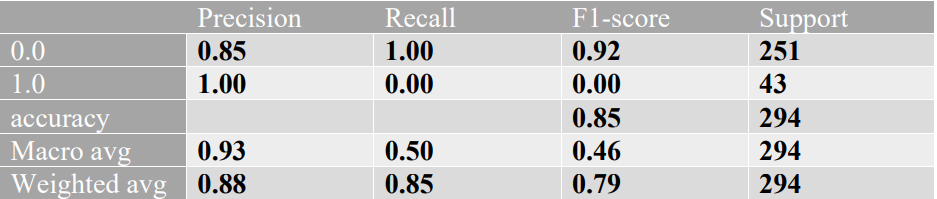 Precision Recall F1-score Support
0.0 0.85 1.00 0.92 251
1.0 1.00 0.00 0.00 43
accuracy 0.85 294
Macro avg 0.93 0.50 0.46 294
Weighted avg 0.88 0.85 0.79 294